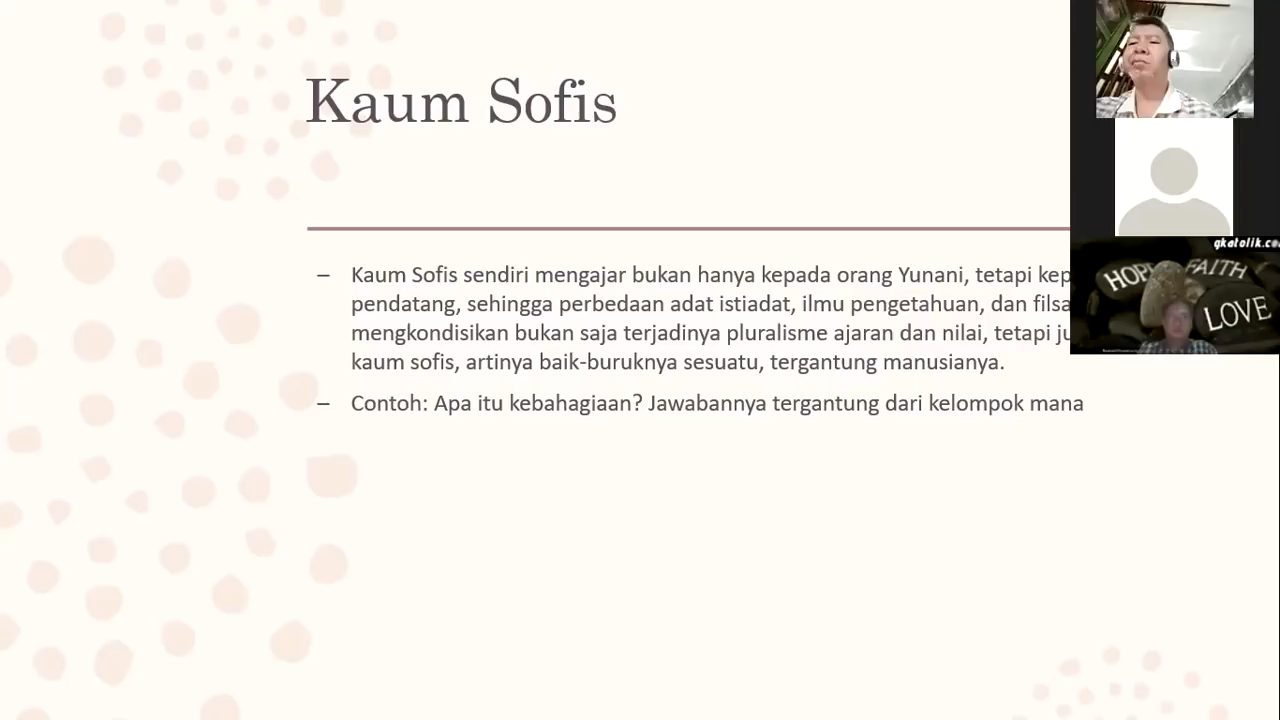 Kaum Sofis
– Kaum Sofis sendiri mengajar bukan hanya kepada orang Yunani, tetapi kep
pendatang, sehingga perbedaan adat istiadat, ilmu pengetahuan, dan filsa
mengkondisikan bukan saja terjadinya pluralisme ajaran dan nilai, tetapi ju
kaum sofis, artinya baik-buruknya sesuatu, tergantung manusianya.
– Contoh: Apa itu kebahagiaan? Jawabannya tergantung dari kelompok mana
gkatolik.co
HOP FAITH
LOVE